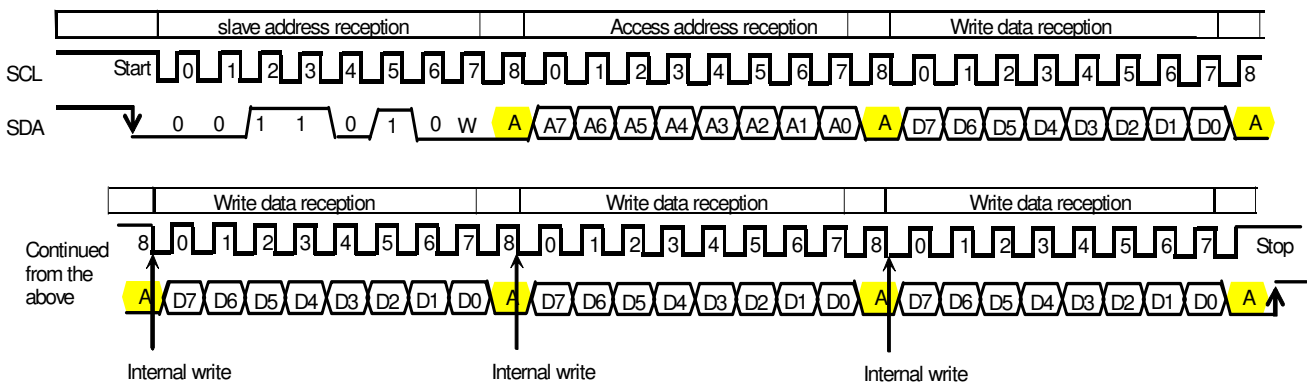 slave address reception Access address reception Write data reception
SCL Start 0 1 2 3 4 5 6 7 8 0 1 2 3 4 5 6 7 8 0 1 2 3 4 5 6 7 8
SDA 0 0 1 1 0 1 0 W A A7 A6 A5 A4 A3 A2 A1 A0 A D7 D6 D5 D4 D3 D2 D1 D0 A
Write data reception Write data reception Write data reception
8 0 1 2 3 4 5 6 7 8 0 1 2 3 4 5 6 7 8 0 1 2 3 4 5 6 7 Stop
Continued
from the
above
A D7 D6 D5 D4 D3 D2 D1 D0 A D7 D6 D5 D4 D3 D2 D1 D0 A D7 D6 D5 D4 D3 D2 D1 D0 A
Internal write Internal write Internal write